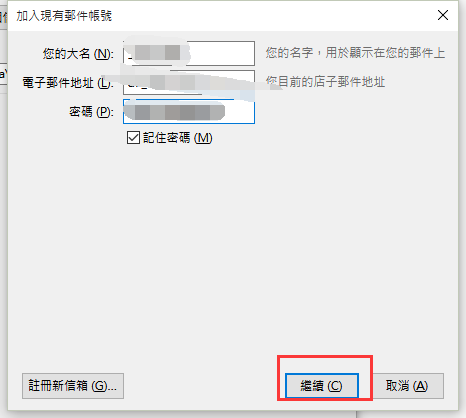 加入現有郵件帳號
您的大名 (N):
您的名字，用於顯示在您的郵件上
電子郵件地址 (L):
您目前的店子郵件地址
密碼 (P):
記住密碼 (M)
註冊新信箱 (G)...
繼續 (C)
取消 (A)